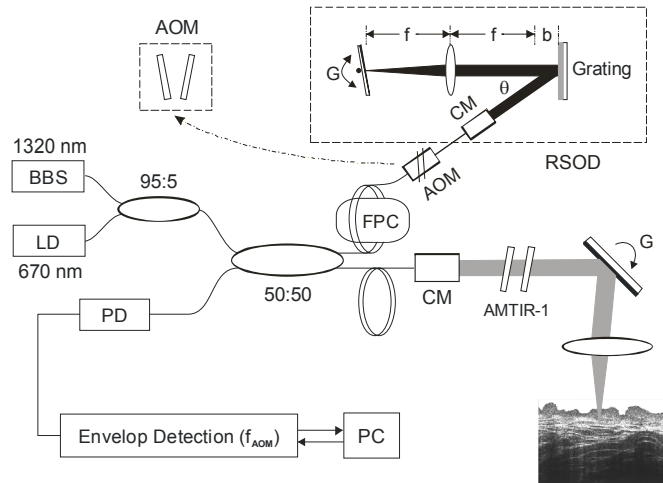 AOM
f
f
b
G
Grating
θ
CM
1320 nm
BBS
95:5
AOM
RSOD
FPC
LD
670 nm
G
50:50
CM
AMTIR-1
PD
Envelop Detection (fAOM)
PC